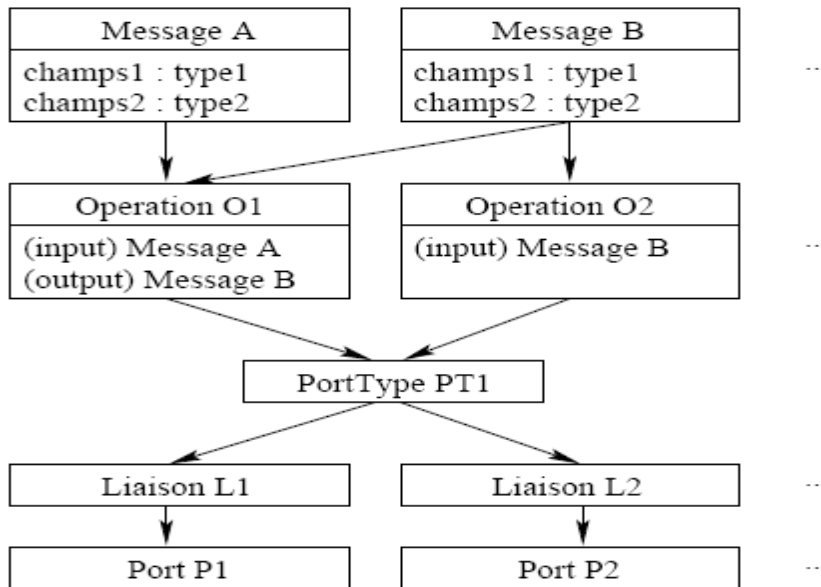 Message A
champs1 : type1
champs2 : type2
Message B
champs1 : type1
champs2 : type2
..
Operation O1
(input) Message A
(output) Message B
Operation O2
(input) Message B
..
PortType PT1
Liaison L1
Liaison L2
..
Port P1
Port P2
..